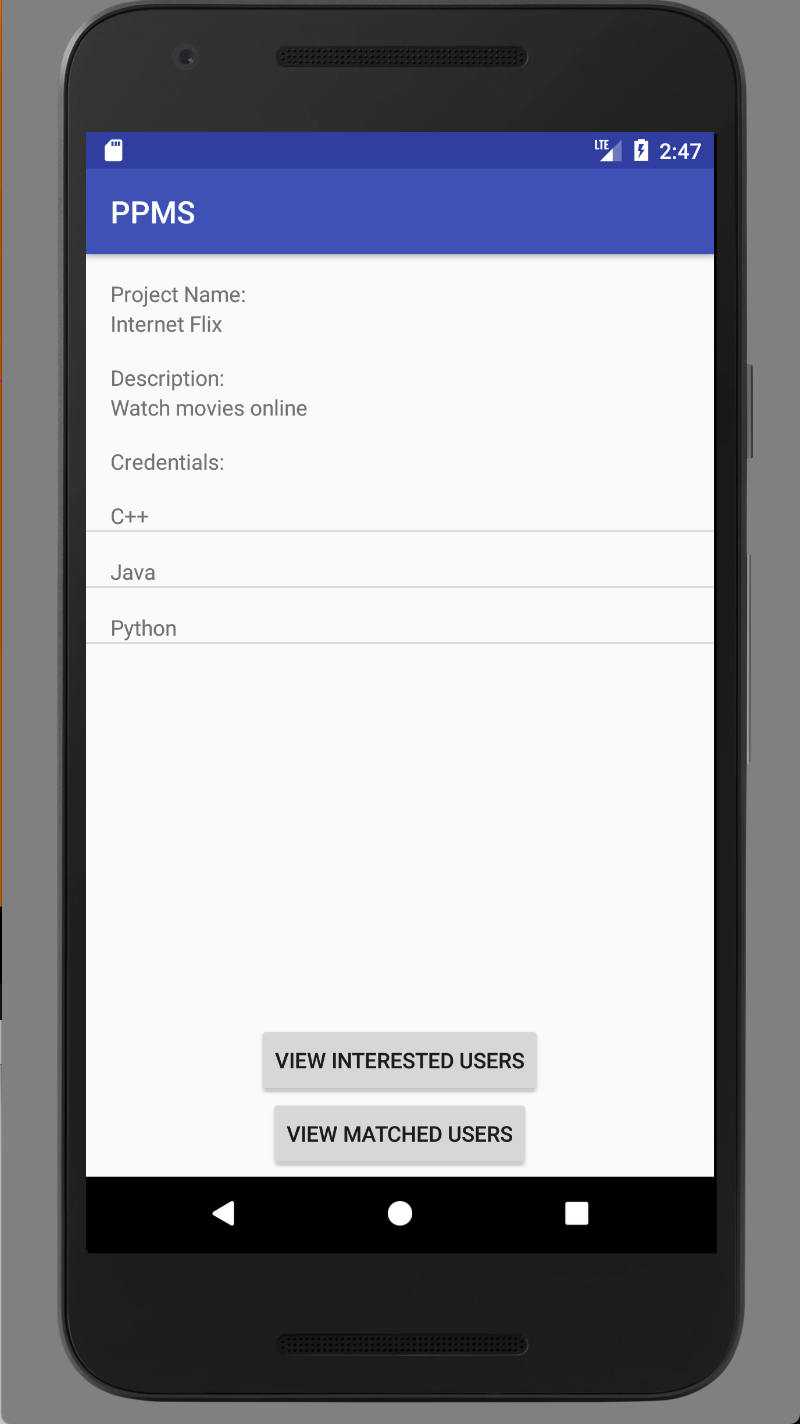 LTE 2:47
PPMS
Project Name:
Internet Flix
Description:
Watch movies online
Credentials:
C++
Java
Python
VIEW INTERESTED USERS
VIEW MATCHED USERS